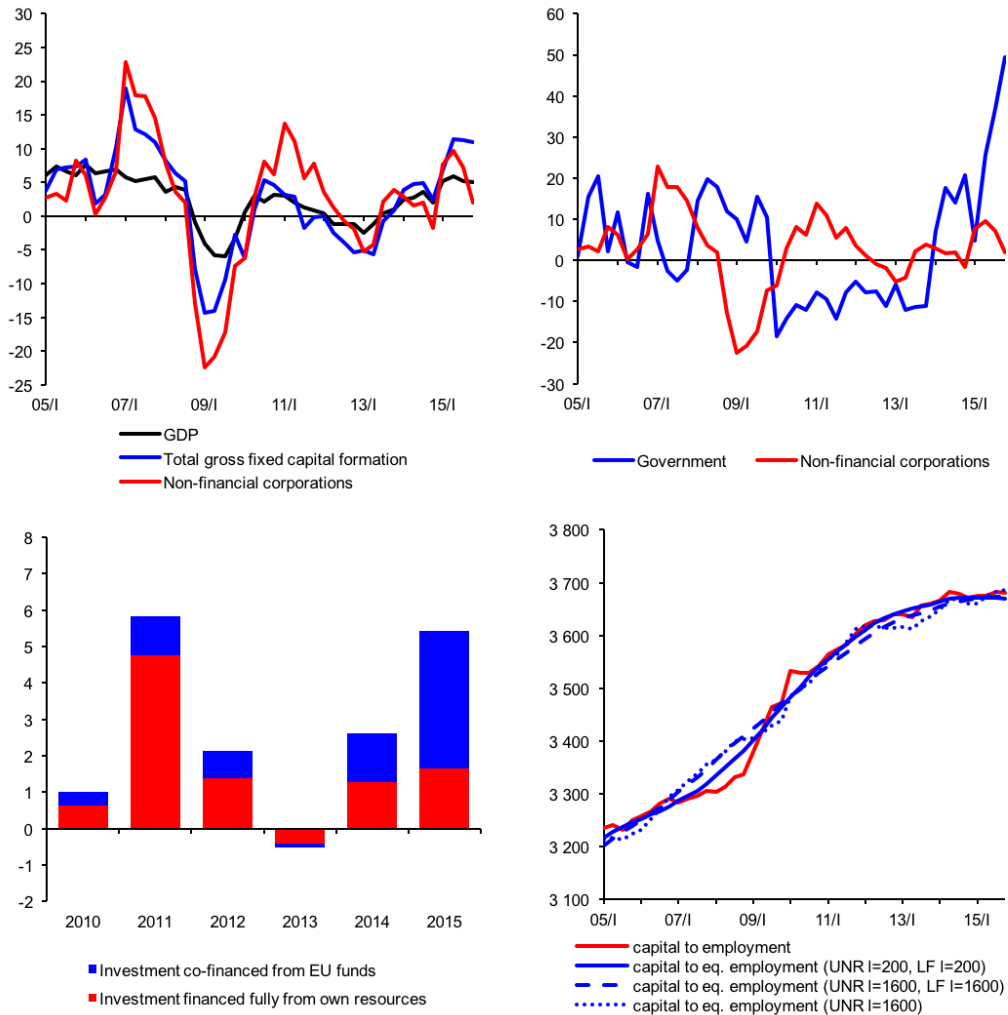 30
25
20
15
10
5
0
-5
-10
-15
-20
-25
05/I 07/I 09/I 11/I 13/I 15/I
GDP
Total gross fixed capital formation
Non-financial corporations
60
50
40
30
20
10
0
-10
-20
-30
05/I 07/I 09/I 11/I 13/I 15/I
Government Non-financial corporations
8
7
6
5
4
3
2
1
0
-1
-2
2010 2011 2012 2013 2014 2015
Investment co-financed from EU funds
Investment financed fully from own resources
3 800
3 700
3 600
3 500
3 400
3 300
3 200
3 100
05/I 07/I 09/I 11/I 13/I 15/I
capital to employment
capital to eq. employment (UNR l=200, LF l=200)
capital to eq. employment (UNR l=1600, LF l=1600)
capital to eq. employment (UNR l=1600)